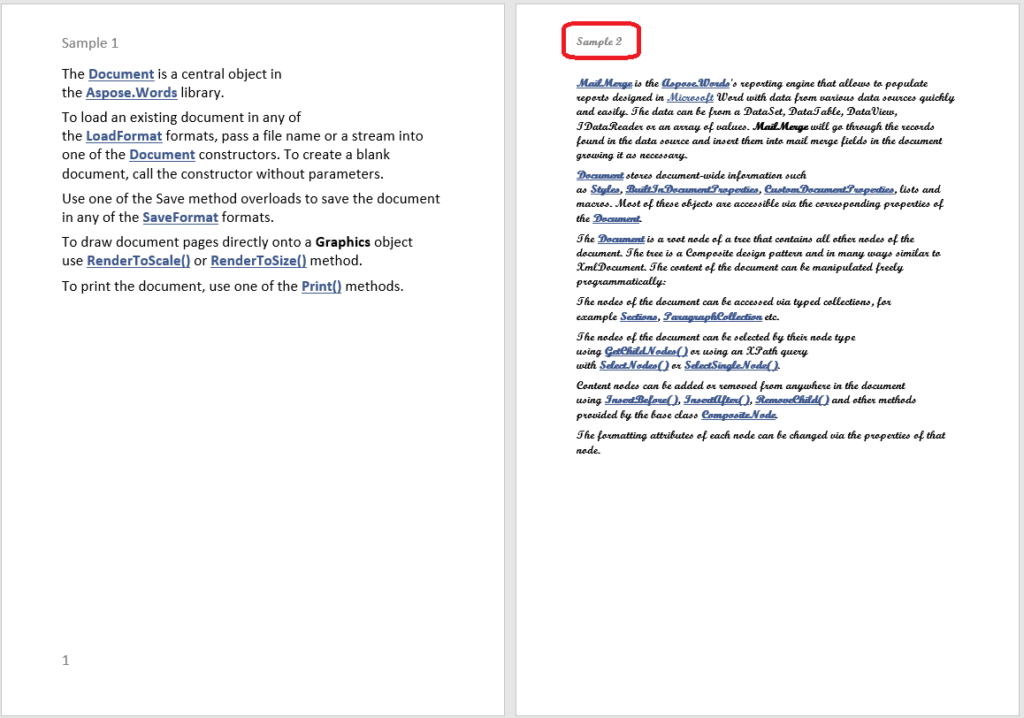 Sample 1
The Document is a central object in
the Aspose.Words library.
To load an existing document in any of
the LoadFormat formats, pass a file name or a stream into
one of the Document constructors. To create a blank
document, call the constructor without parameters.
Use one of the Save method overloads to save the document
in any of the SaveFormat formats.
To draw document pages directly onto a Graphics object
use RenderToScale() or RenderToSize() method.
To print the document, use one of the Print() methods.
1
Sample 2
MailMerge is the Aspose.Words's reporting engine that allows to populate
reports designed in Microsoft Word with data from various data sources quickly
and easily. The data can be from a DataSet, DataTable, DataView,
IDataReader or an array of values. MailMerge will go through the records
found in the data source and insert them into mail merge fields in the document
growing it as necessary.
Document stores document-wide information such
as Styles, BuiltInDocumentProperties, CustomDocumentProperties, lists and
macros. Most of these objects are accessible via the corresponding properties of
the Document.
The Document is a root node of a tree that contains all other nodes of the
document. The tree is a Composite design pattern and in many ways similar to
XmlDocument. The content of the document can be manipulated freely
programmatically:
The nodes of the document can be accessed via typed collections, for
example Sections, ParagraphCollection etc.
The nodes of the document can be selected by their node type
using GetChildNodes() or using an XPath query
with SelectNodes() or SelectSingleNode().
Content nodes can be added or removed from anywhere in the document
using InsertBefore(), InsertAfter(), RemoveChild() and other methods
provided by the base class CompositeNode.
The formatting attributes of each node can be changed via the properties of that
node.